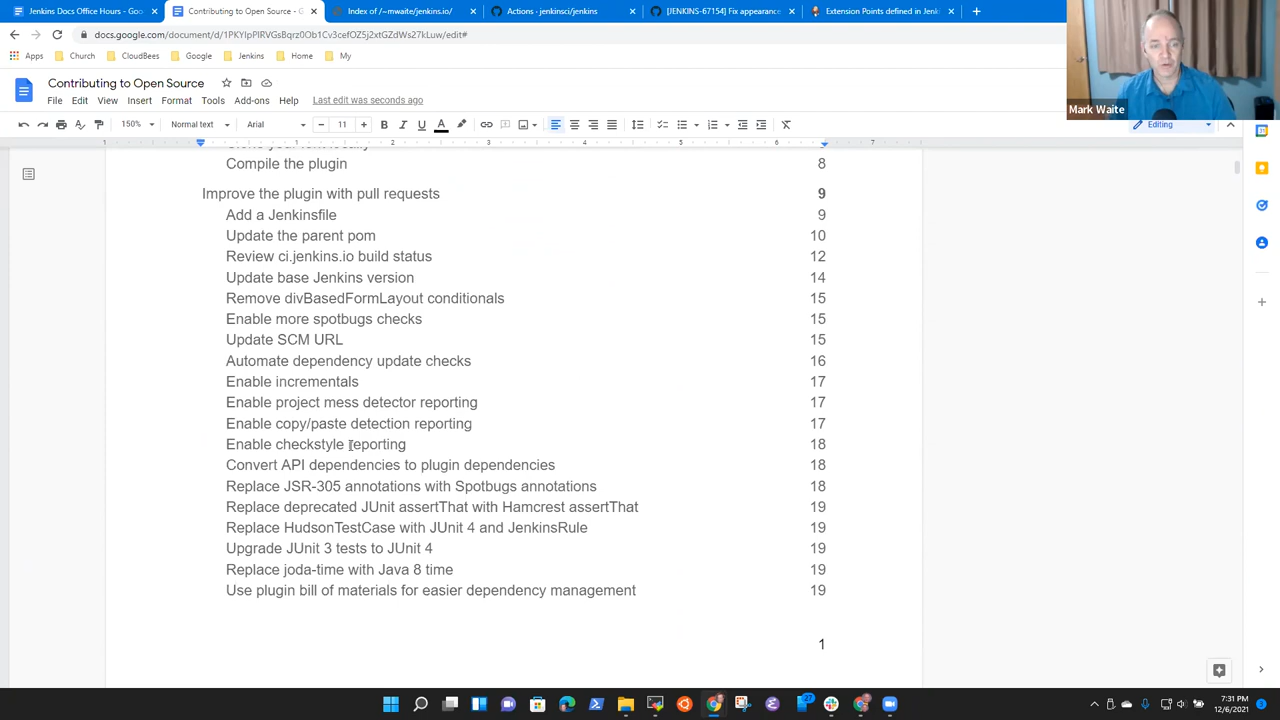 Jenkins Docs Office Hours - Goo
Contributing to Open Source - G
Index of /~mwaite/jenkins.io/
Actions · jenkinsci/jenkins
[JENKINS-67154] Fix appearance
Extension Points defined in Jenk
docs.google.com/document/d/1PKYIpPlRVGsBqrz0Ob1Cv3cefOZ5j2xtGZdWs27kLuw/edit#
Apps
Church
CloudBees
Google
Jenkins
Home
My
Contributing to Open Source
File Edit View Insert Format Tools Add-ons Help Last edit was seconds ago
150% Normal text Arial 11 Editing
Mark Waite
1 1 2 3 4 5 6 7
Compile the plugin 8
Improve the plugin with pull requests 9
Add a Jenkinsfile 9
Update the parent pom 10
Review ci.jenkins.io build status 12
Update base Jenkins version 14
Remove divBasedFormLayout conditionals 15
Enable more spotbugs checks 15
Update SCM URL 15
Automate dependency update checks 16
Enable incrementals 17
Enable project mess detector reporting 17
Enable copy/paste detection reporting 17
Enable checkstyle reporting 18
Convert API dependencies to plugin dependencies 18
Replace JSR-305 annotations with Spotbugs annotations 18
Replace deprecated JUnit assertThat with Hamcrest assertThat 19
Replace HudsonTestCase with JUnit 4 and JenkinsRule 19
Upgrade JUnit 3 tests to JUnit 4 19
Replace joda-time with Java 8 time 19
Use plugin bill of materials for easier dependency management 19
1
27
7:31 PM
12/6/2021